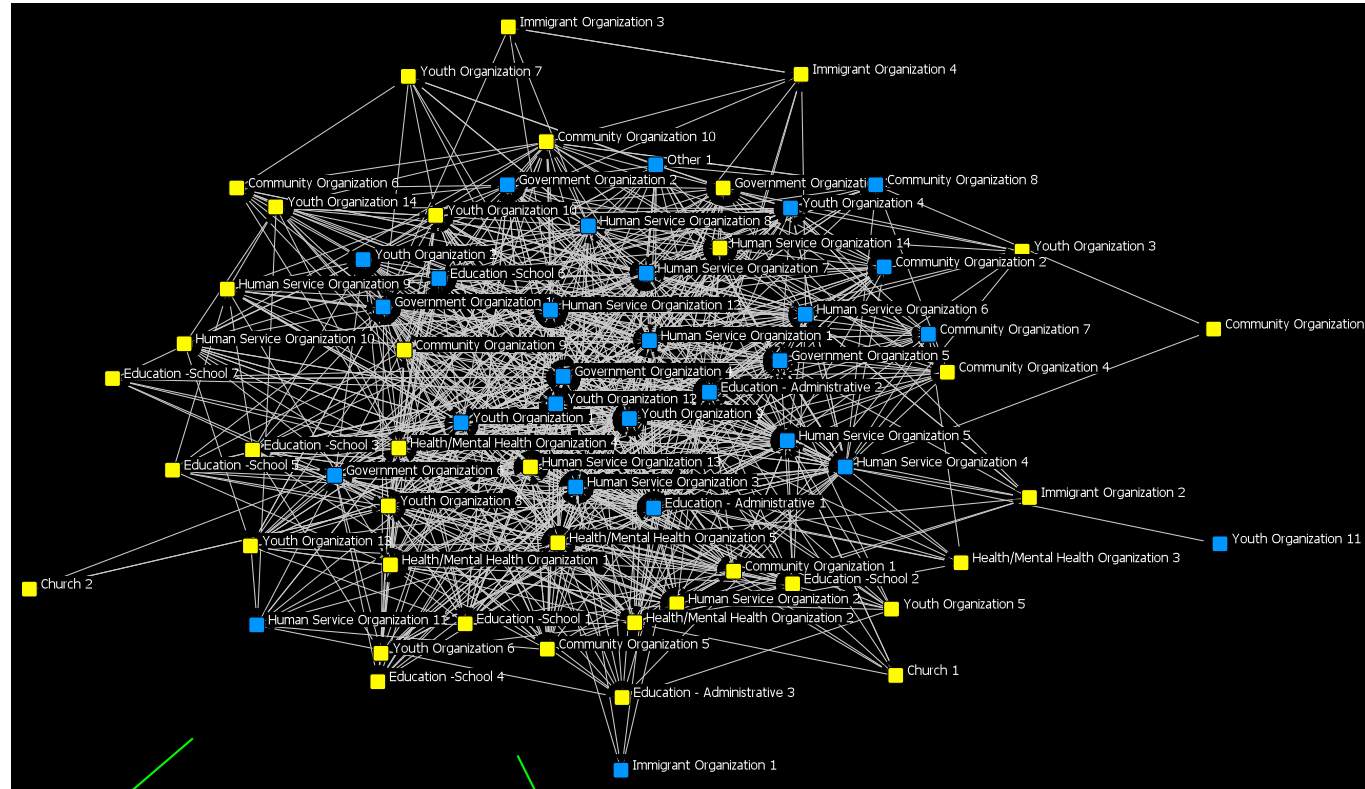 Immigrant Organization 3
Immigrant Organization 4
Youth Organization 7
Community Organization 10
Other 1
Community Organization 6
Government Organization 2
Government Organizati
Community Organization 8
Youth Organization 14
Youth Organization 10
Youth Organization 4
Human Service Organization 8
Human Service Organization 14
Youth Organization 3
Youth Organization
Community Organization 2
Education -School 6
Human Service Organization 7
Human Service Organization 9
Government Organization
Human Service Organization 12
Human Service Organization 6
Community Organization
Community Organization 7
Human Service Organization 1
Human Service Organization 10
Community Organization 9
Government Organization 5
Community Organization 4
Education -School 7
Government Organization 4
Education - Administrative 2
Youth Organization 12
Youth Organization 1
Youth Organization 9
Human Service Organization 5
Education -School 3
Health/Mental Health Organization 4
Education -School 5
Government Organization 6
Human Service Organization 13
Human Service Organization 4
Human Service Organization 3
Immigrant Organization 2
Youth Organization 8
Education - Administrative 1
Youth Organization 13
Health/Mental Health Organization 5
Youth Organization 11
Health/Mental Health Organization 1
Community Organization 1
Health/Mental Health Organization 3
Education -School 2
Church 2
Human Service Organization 2
Youth Organization 5
Human Service Organization 11
Education -School 1
Health/Mental Health Organization 2
Youth Organization 6
Community Organization 5
Church 1
Education -School 4
Education - Administrative 3
Immigrant Organization 1